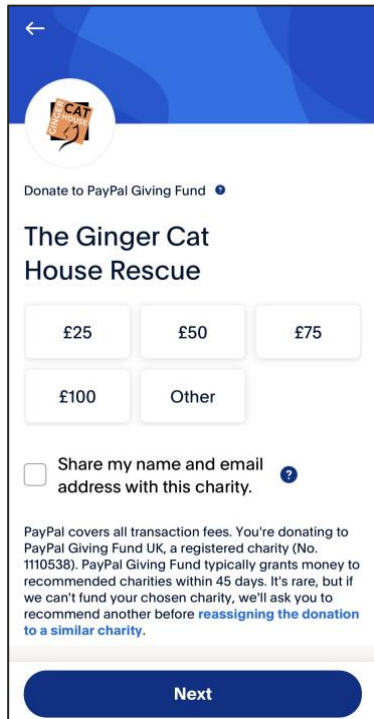 GINGER
CAT
HOUSE
Donate to PayPal Giving Fund ?
The Ginger Cat
House Rescue
£25
£50
£75
£100
Other
Share my name and email
address with this charity.
?
PayPal covers all transaction fees. You're donating to
PayPal Giving Fund UK, a registered charity (No.
1110538). PayPal Giving Fund typically grants money to
recommended charities within 45 days. It's rare, but if
we can't fund your chosen charity, we'll ask you to
recommend another before reassigning the donation
to a similar charity.
Next